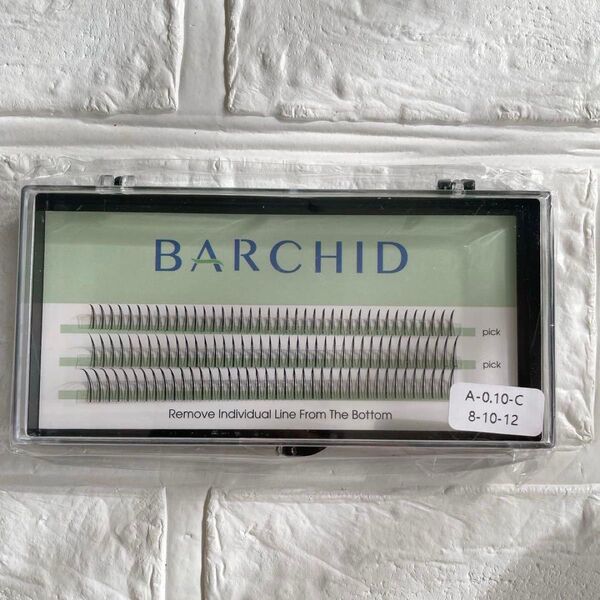 BARCHID
pick
pick
A-0.10-C
8-10-12
Remove Individual Line From The Bottom